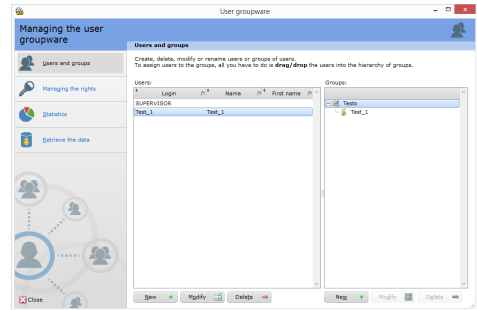 User groupware
Managing the user
groupware
Users and groups
Managing the rights
Statistics
Retrieve the data
Close
Users and groups
Create, delete, modify or rename users or groups of users.
To assign users to the groups, all you have to do is drag/drop the users into the hierarchy of groups.
Users:
Login Name First name
SUPERVISOR
Test_1 Test_1
New Modify Delete
Groups:
Tests
Test_1
New Modify Delete